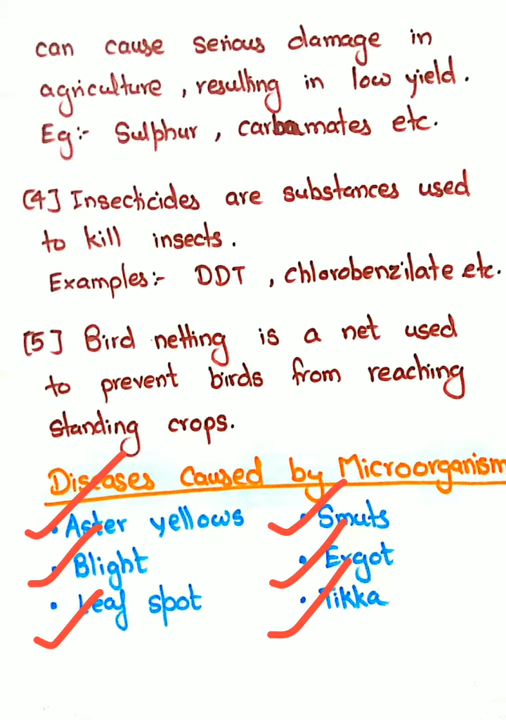 can cause serious damage in
agriculture, resulting in low yield.
Eg:- Sulphur, carbamates etc.
[4] Insecticides are substances used
to kill insects.
Examples:- DDT, chlorobenzilate etc.
[5] Bird netting is a net used
to prevent birds from reaching
standing crops.
Diseases Caused by Microorganism
• Aster yellows • Smuts
• Blight • Ergot
• Leaf spot • Tikka